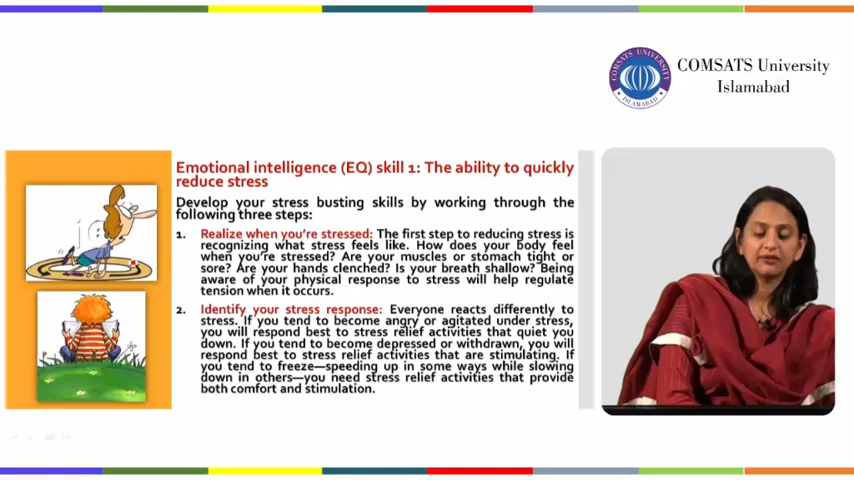 COMSATS University
Islamabad
COMSATS UNIVERSITY
ISLAMABAD
Emotional intelligence (EQ) skill 1: The ability to quickly
reduce stress
Develop your stress busting skills by working through the
following three steps:
1. Realize when you're stressed: The first step to reducing stress is
recognizing what stress feels like. How does your body feel
when you're stressed? Are your muscles or stomach tight or
sore? Are your hands clenched? Is your breath shallow? Being
aware of your physical response to stress will help regulate
tension when it occurs.
2. Identify your stress response: Everyone reacts differently to
stress. If you tend to become angry or agitated under stress,
you will respond best to stress relief activities that quiet you
down. If you tend to become depressed or withdrawn, you will
respond best to stress relief activities that are stimulating. If
you tend to freeze—speeding up in some ways while slowing
down in others—you need stress relief activities that provide
both comfort and stimulation.